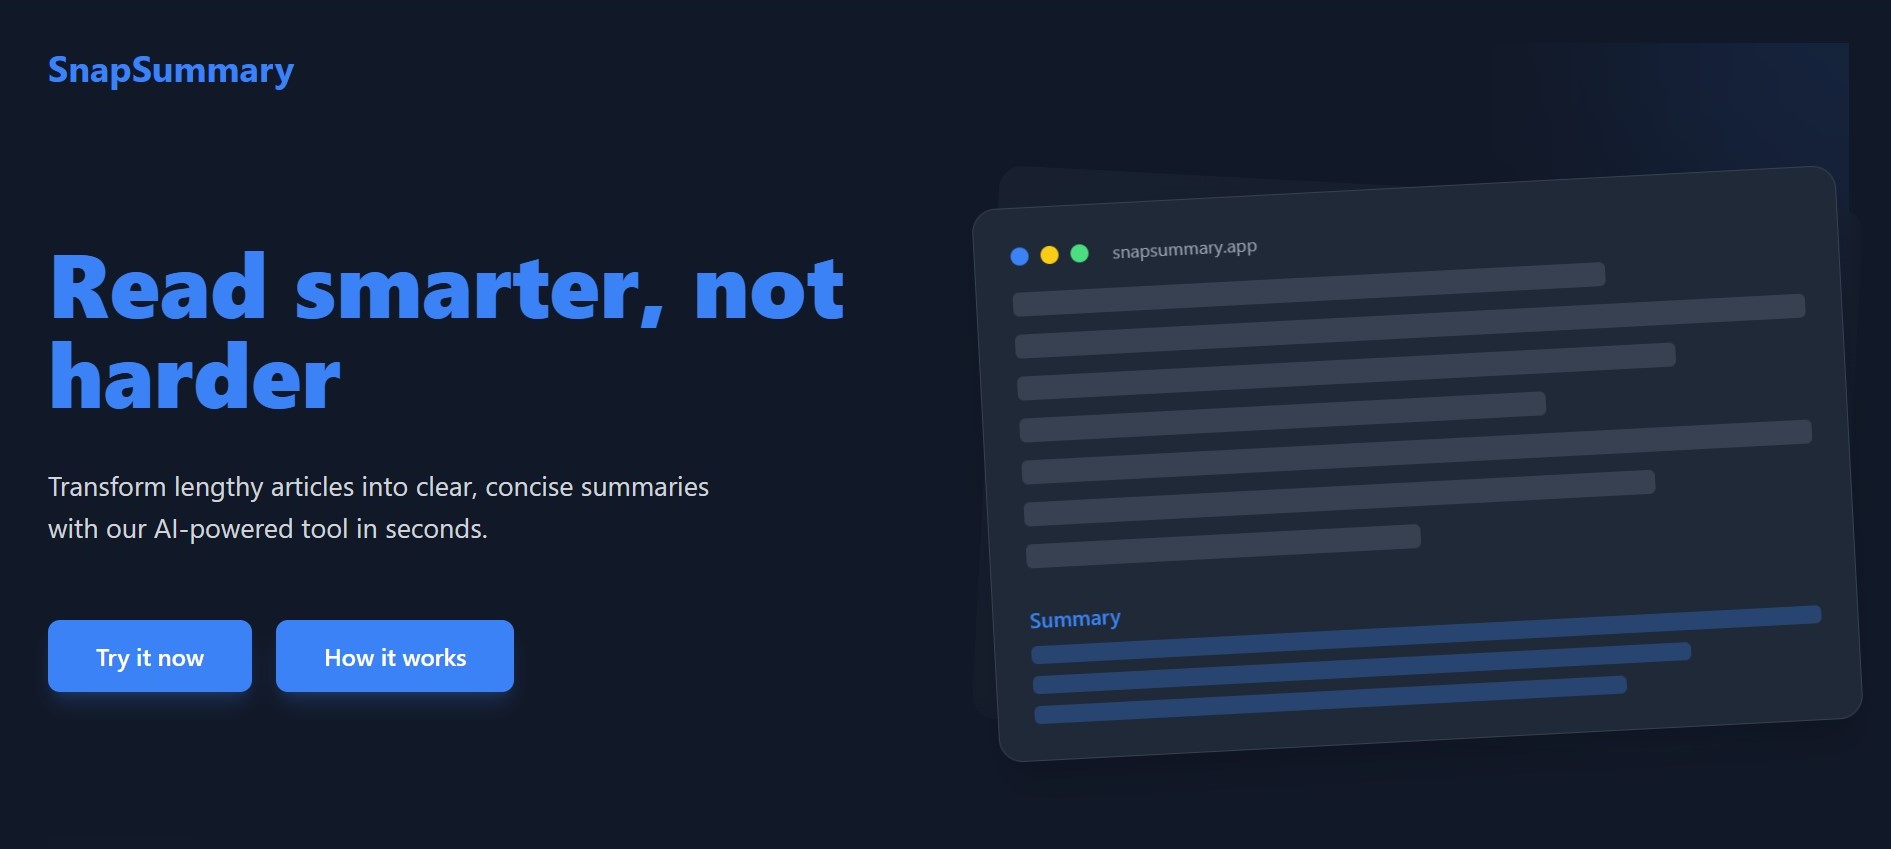 SnapSummary
Read smarter, not
harder
Transform lengthy articles into clear, concise summaries
with our AI-powered tool in seconds.
Try it now
How it works
snapsummary.app
Summary